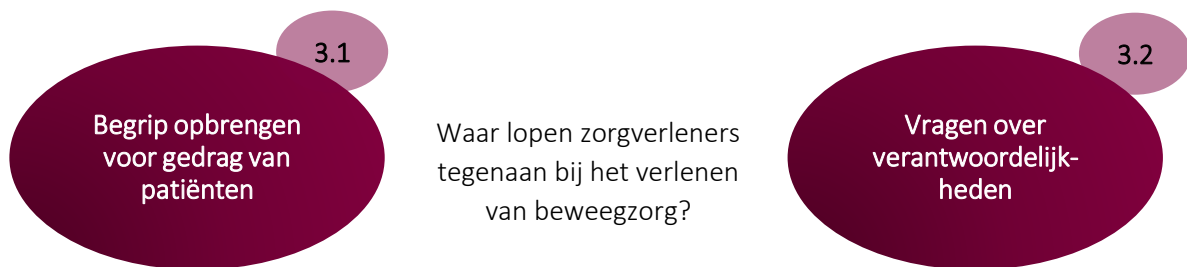 3.1
Begrip opbrengen
voor gedrag van
patiënten
Waar lopen zorgverleners
tegenaan bij het verlenen
van beweegzorg?
3.2
Vragen over
verantwoordelijk-
heden